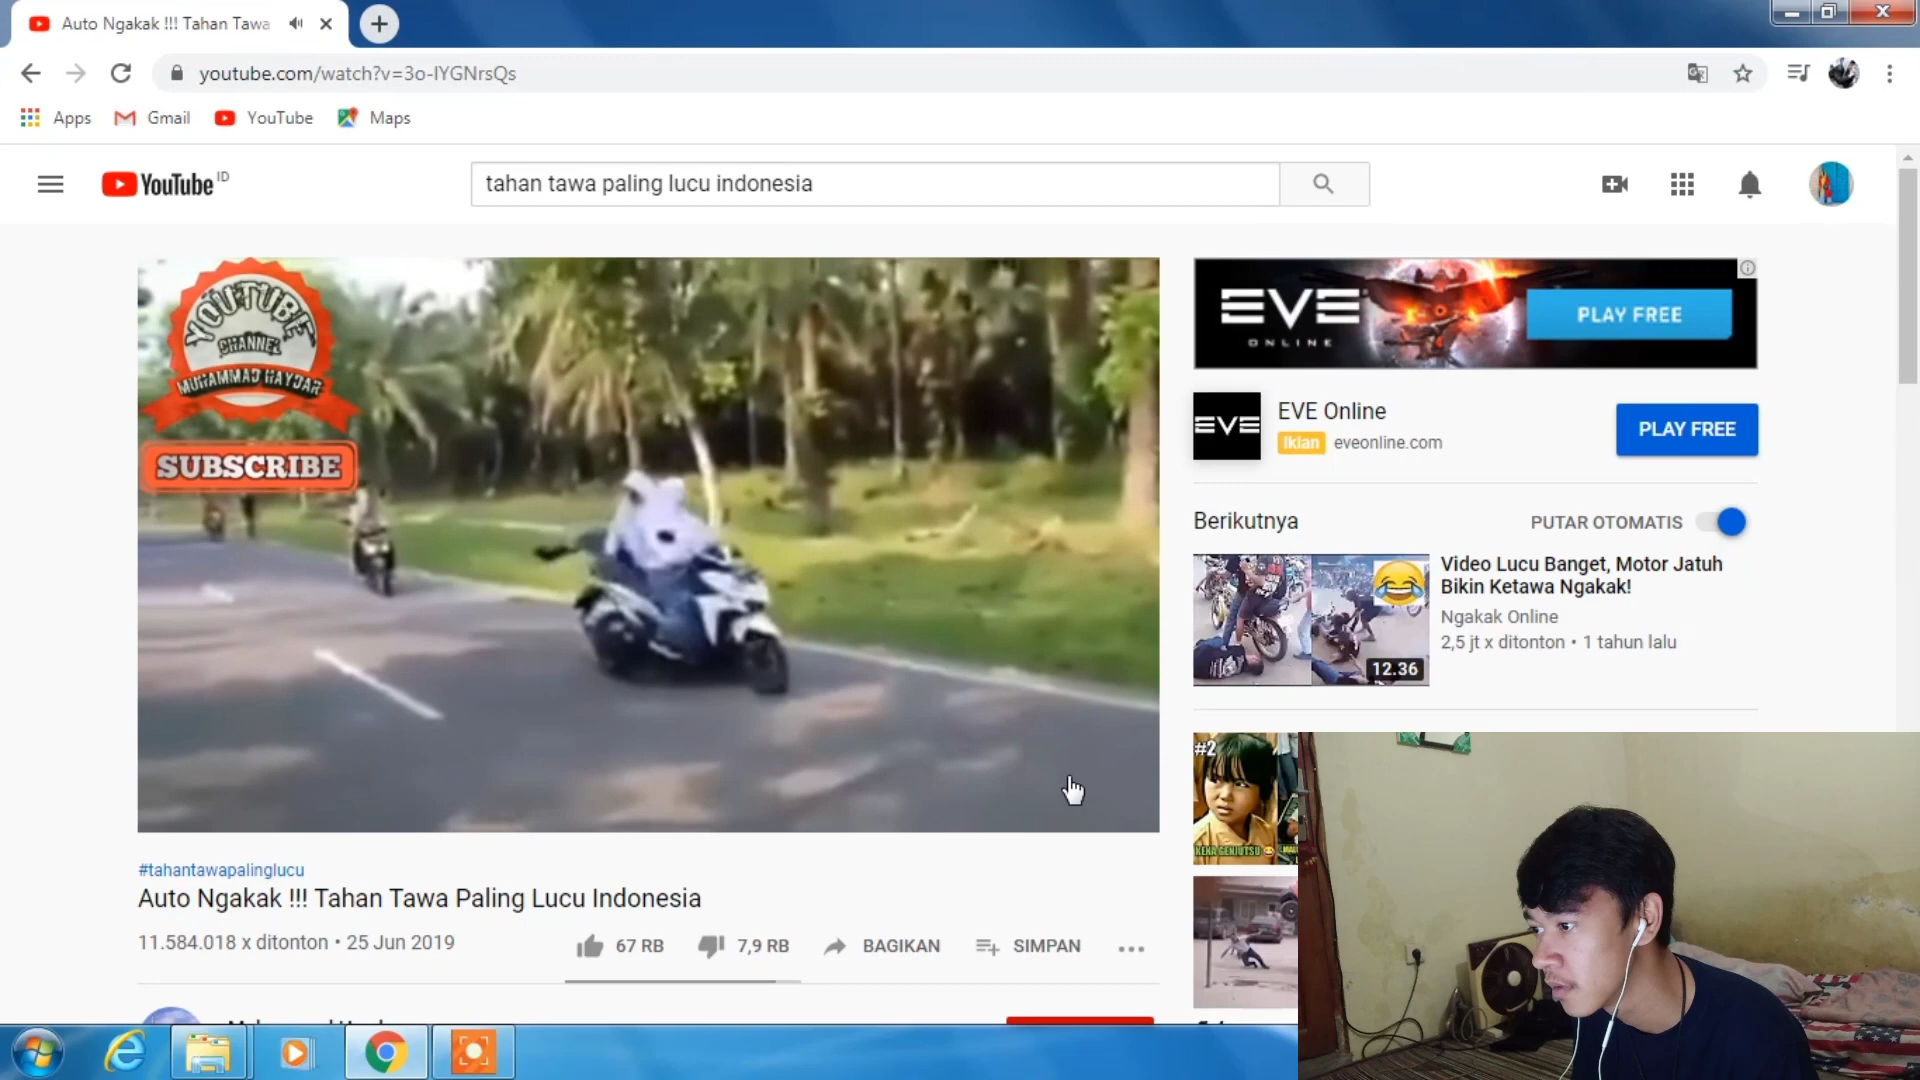 Auto Ngakak !!! Tahan Tawa
youtube.com/watch?v=3o-IYGNrsQs
Apps
Gmail
YouTube
Maps
YouTube ID
tahan tawa paling lucu indonesia
YOUTUBE
CHANNEL
MUHAMMAD HAYDAR
SUBSCRIBE
EVE
ONLINE
PLAY FREE
EVE
EVE Online
Iklan eveonline.com
PLAY FREE
Berikutnya
PUTAR OTOMATIS
12.36
Video Lucu Banget, Motor Jatuh
Bikin Ketawa Ngakak!
Ngakak Online
2,5 jt x ditonton • 1 tahun lalu
#2
KENA GENJUTSU
#tahantawapalinglucu
Auto Ngakak !!! Tahan Tawa Paling Lucu Indonesia
11.584.018 x ditonton • 25 Jun 2019
67 RB
7,9 RB
BAGIKAN
SIMPAN